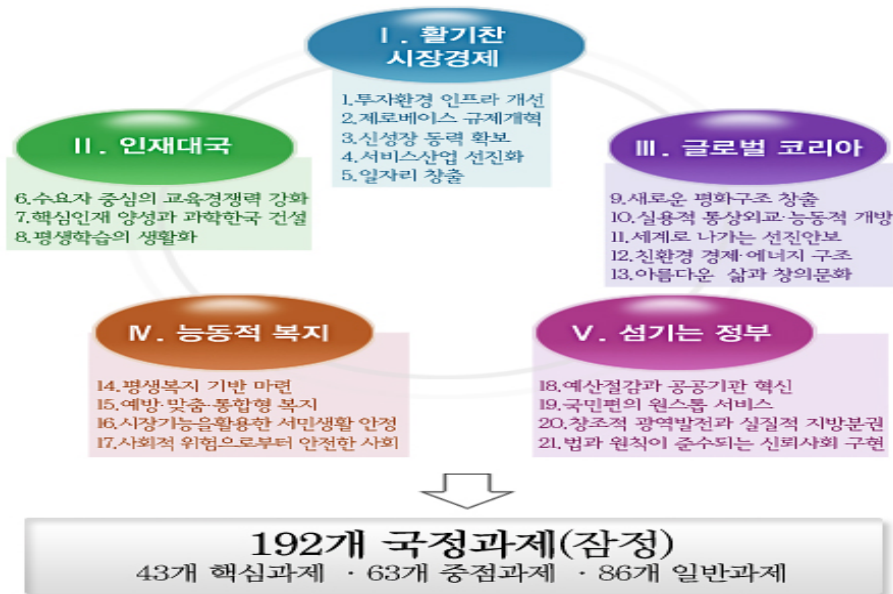 Ⅰ. 활기찬
시장경제
1.투자환경 인프라 개선
2.제로베이스 규제개혁
3.신성장 동력 확보
4.서비스산업 선진화
5.일자리 창출
Ⅱ. 인재대국
6.수요자 중심의 교육경쟁력 강화
7.핵심인재 양성과 과학한국 건설
8.평생학습의 생활화
Ⅲ. 글로벌 코리아
9.새로운 평화구조 창출
10.실용적 통상외교·능동적 개방
11.세계로 나가는 선진안보
12.친환경 경제·에너지 구조
13.아름다운 삶과 창의문화
Ⅳ. 능동적 복지
14.평생복지 기반 마련
15.예방·맞춤·통합형 복지
16.시장기능을활용한 서민생활 안정
17.사회적 위험으로부터 안전한 사회
Ⅴ. 섬기는 정부
18.예산절감과 공공기관 혁신
19.국민편의 원스톱 서비스
20.창조적 광역발전과 실질적 지방분권
21.법과 원칙이 준수되는 신뢰사회 구현
192개 국정과제(잠정)
43개 핵심과제 · 63개 중점과제 · 86개 일반과제